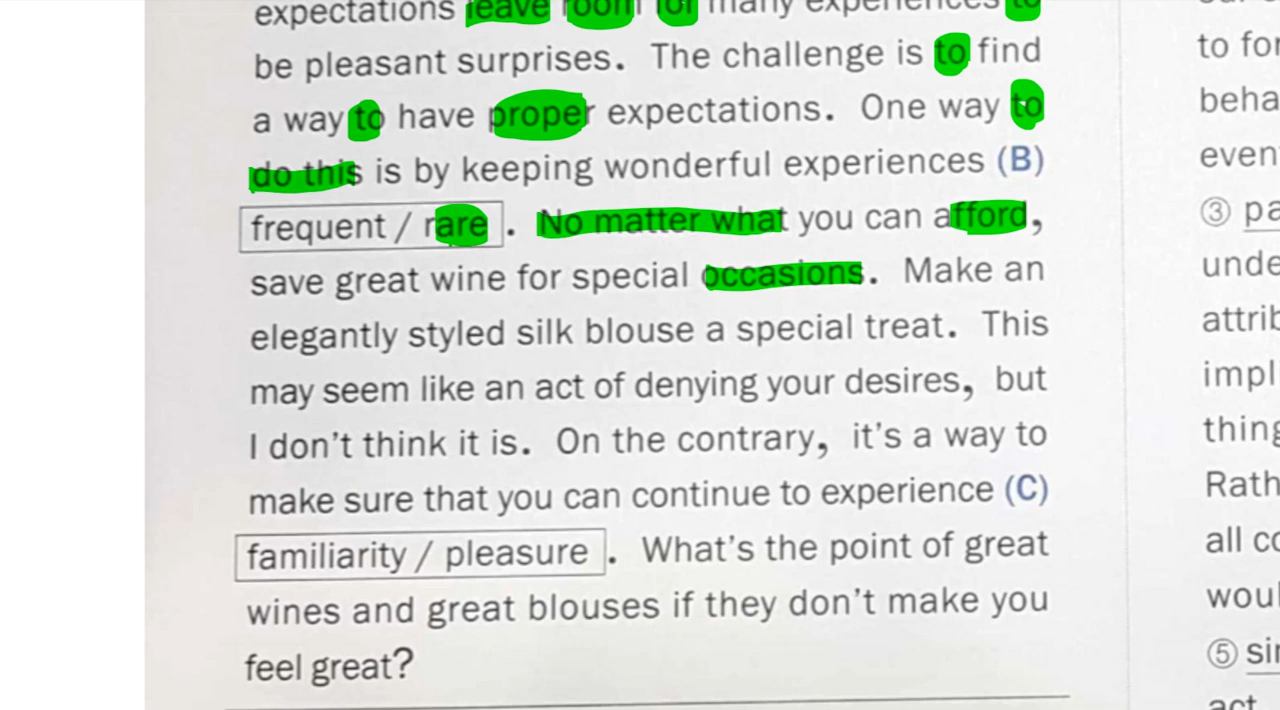 expectations leave room for many experiences to
be pleasant surprises. The challenge is to find
a way to have proper expectations. One way to
do this is by keeping wonderful experiences (B)
frequent / rare . No matter what you can afford,
save great wine for special occasions. Make an
elegantly styled silk blouse a special treat. This
may seem like an act of denying your desires, but
I don't think it is. On the contrary, it's a way to
make sure that you can continue to experience (C)
familiarity / pleasure . What's the point of great
wines and great blouses if they don't make you
feel great?
to for
beha
even
③ pa
unde
attrib
impl
thing
Rath
all co
woul
⑤ sin
act